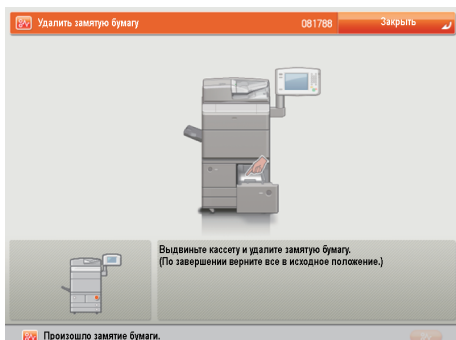 Удалить замятую бумагу 081788 Закрыть
Выдвиньте кассету и удалите замятую бумагу.
(По завершении верните все в исходное положение.)
Произошло замятие бумаги.